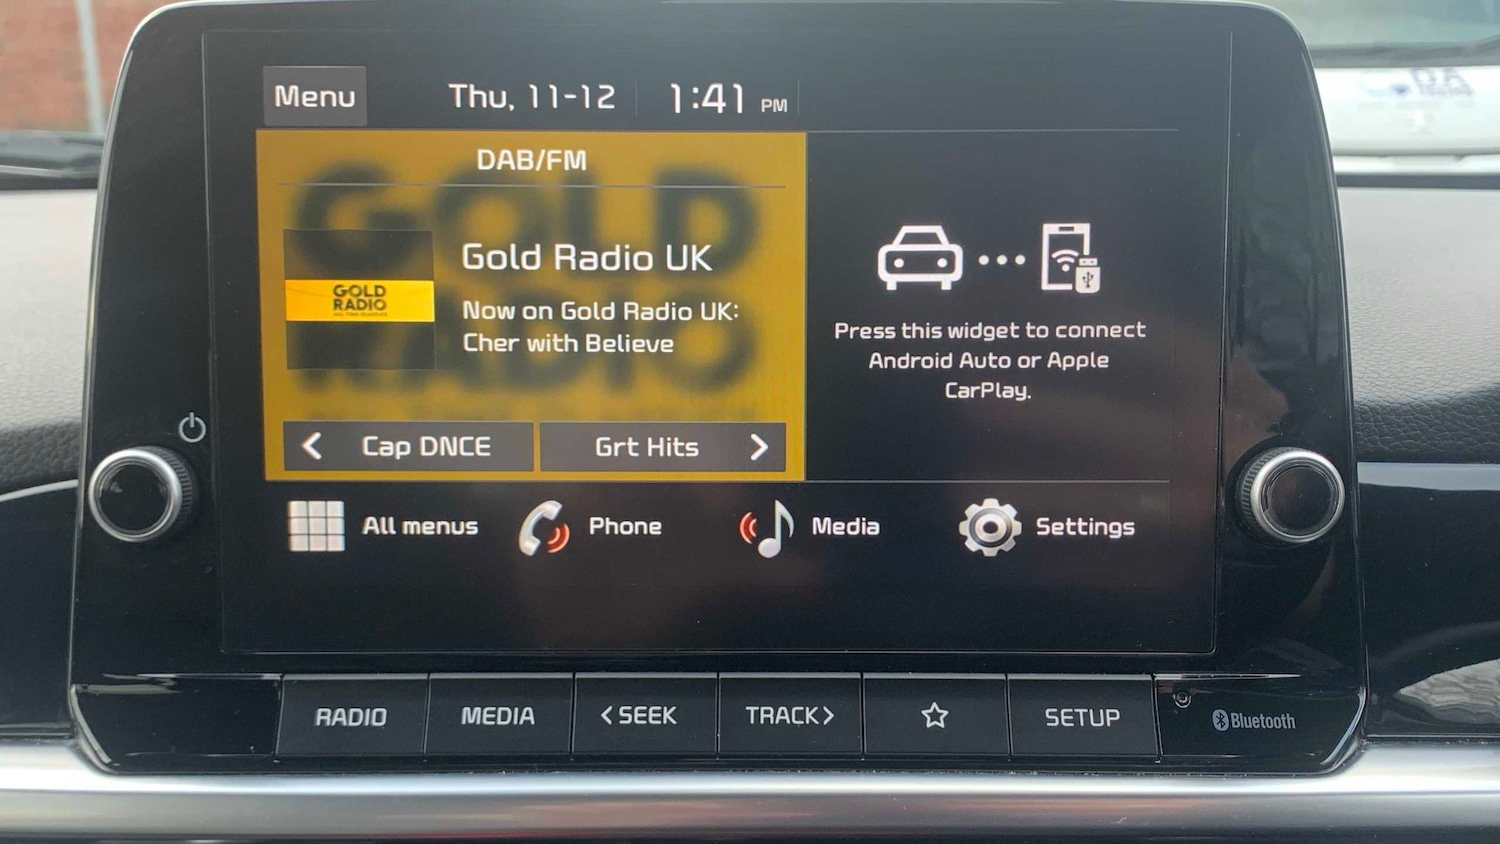 Menu
Thu, 11-12
1:41 PM
DAB/FM
GOLD
RADIO
Gold Radio UK
GOLD
RADIO
Now on Gold Radio UK:
Cher with Believe
< Cap DNCE
Grt Hits >
Press this widget to connect
Android Auto or Apple
CarPlay.
All menus
Phone
Media
Settings
RADIO
MEDIA
<SEEK
TRACK>
SETUP
Bluetooth